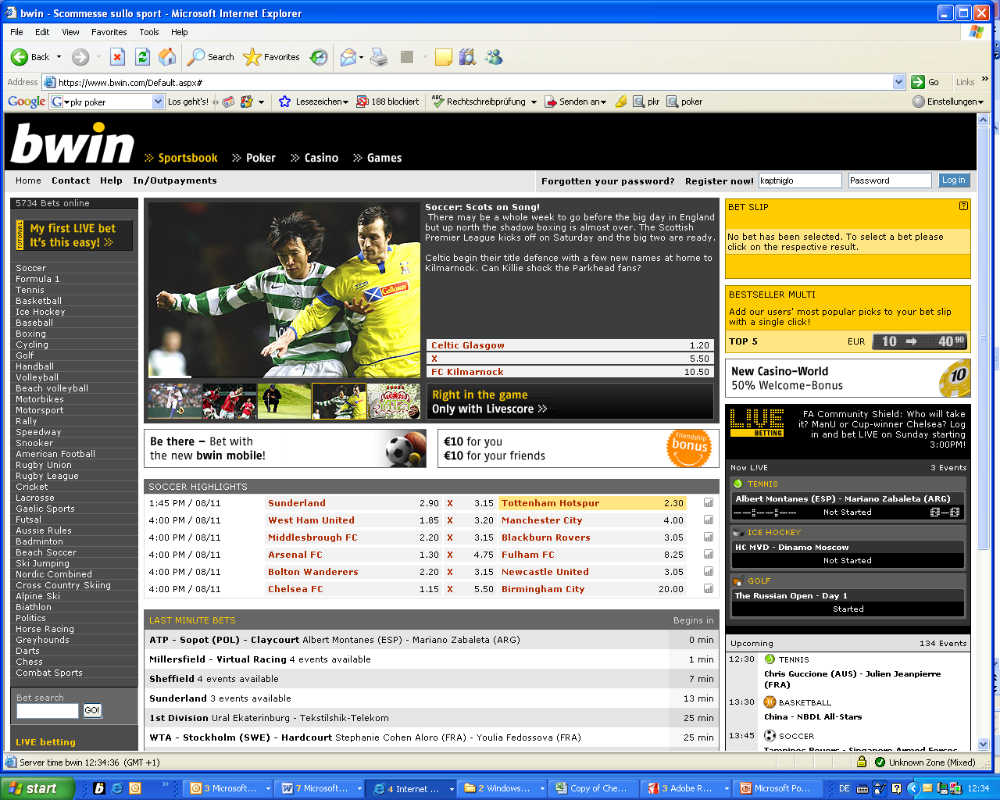 bwin - Scommesse sullo sport - Microsoft Internet Explorer
File Edit View Favorites Tools Help
Back Search Favorites
Address https://www.bwin.com/Default.aspx# Go Links
Google G pkr poker Los geht's! Lesezeichen 188 blockiert Rechtschreibprüfung Senden an pkr poker Einstellungen
bwin Sportsbook Poker Casino Games
Home Contact Help In/Outpayments Forgotten your password? Register now! kaptniglo Password Log in
5734 Bets online
TUTORIAL
My first L!VE bet
It's this easy!
Soccer
Formula 1
Tennis
Basketball
Ice Hockey
Baseball
Boxing
Cycling
Golf
Handball
Volleyball
Beach volleyball
Motorbikes
Motorsport
Rally
Speedway
Snooker
American Football
Rugby Union
Rugby League
Cricket
Lacrosse
Gaelic Sports
Futsal
Aussie Rules
Badminton
Beach Soccer
Ski Jumping
Nordic Combined
Cross Country Skiing
Alpine Ski
Biathlon
Politics
Horse Racing
Greyhounds
Darts
Chess
Combat Sports
Bet search
GO!
L!VE betting
Galloway
Soccer: Scots on Song!
There may be a whole week to go before the big day in England
but up north the shadow boxing is almost over. The Scottish
Premier League kicks off on Saturday and the big two are ready.
Celtic begin their title defence with a few new names at home to
Kilmarnock. Can Killie shock the Parkhead fans?
Celtic Glasgow 1.20
X 5.50
FC Kilmarnock 10.50
Right in the game
Only with Livescore
Be there – Bet with
the new bwin mobile!
€10 for you
€10 for your friends
Friendship
bonus
SOCCER HIGHLIGHTS
1:45 PM / 08/11 Sunderland 2.90 X 3.15 Tottenham Hotspur 2.30
4:00 PM / 08/11 West Ham United 1.85 X 3.20 Manchester City 4.00
4:00 PM / 08/11 Middlesbrough FC 2.20 X 3.15 Blackburn Rovers 3.05
4:00 PM / 08/11 Arsenal FC 1.30 X 4.75 Fulham FC 8.25
4:00 PM / 08/11 Bolton Wanderers 2.20 X 3.15 Newcastle United 3.05
4:00 PM / 08/11 Chelsea FC 1.15 X 5.50 Birmingham City 20.00
LAST MINUTE BETS Begins in
ATP - Sopot (POL) - Claycourt Albert Montanes (ESP) - Mariano Zabaleta (ARG) 0 min
Millersfield - Virtual Racing 4 events available 1 min
Sheffield 4 events available 7 min
Sunderland 3 events available 13 min
1st Division Ural Ekaterinburg - Tekstilshik-Telekom 25 min
WTA - Stockholm (SWE) - Hardcourt Stephanie Cohen Aloro (FRA) - Youlia Fedossova (FRA) 25 min
BET SLIP ?
No bet has been selected. To select a bet please
click on the respective result.
BESTSELLER MULTI
Add our users' most popular picks to your bet slip
with a single click!
TOP 5 EUR 10 40 90
New Casino-World
50% Welcome-Bonus
10
L!VE
BETTING
FA Community Shield: Who will take
it? ManU or Cup-winner Chelsea? Log
in and bet L!VE on Sunday starting
3:00PM!
Now L!VE 3 Events
TENNIS
Albert Montanes (ESP) - Mariano Zabaleta (ARG)
--:--:-- Not Started 0-0
ICE HOCKEY
HC MVD - Dinamo Moscow
Not Started
GOLF
The Russian Open - Day 1
Started
Upcoming 134 Events
12:30 TENNIS
Chris Guccione (AUS) - Julien Jeanpierre
(FRA)
13:30 BASKETBALL
China - NBDL All-Stars
13:45 SOCCER
Tampines Rovers - Singapore Armed Forces
Server time bwin 12:34:36 (GMT +1) Unknown Zone (Mixed)
start b 3 Microsoft... 7 Microsoft... 4 Internet ... 2 Windows... Copy of Che... 3 Adobe R... Microsoft Po... DE 12:34